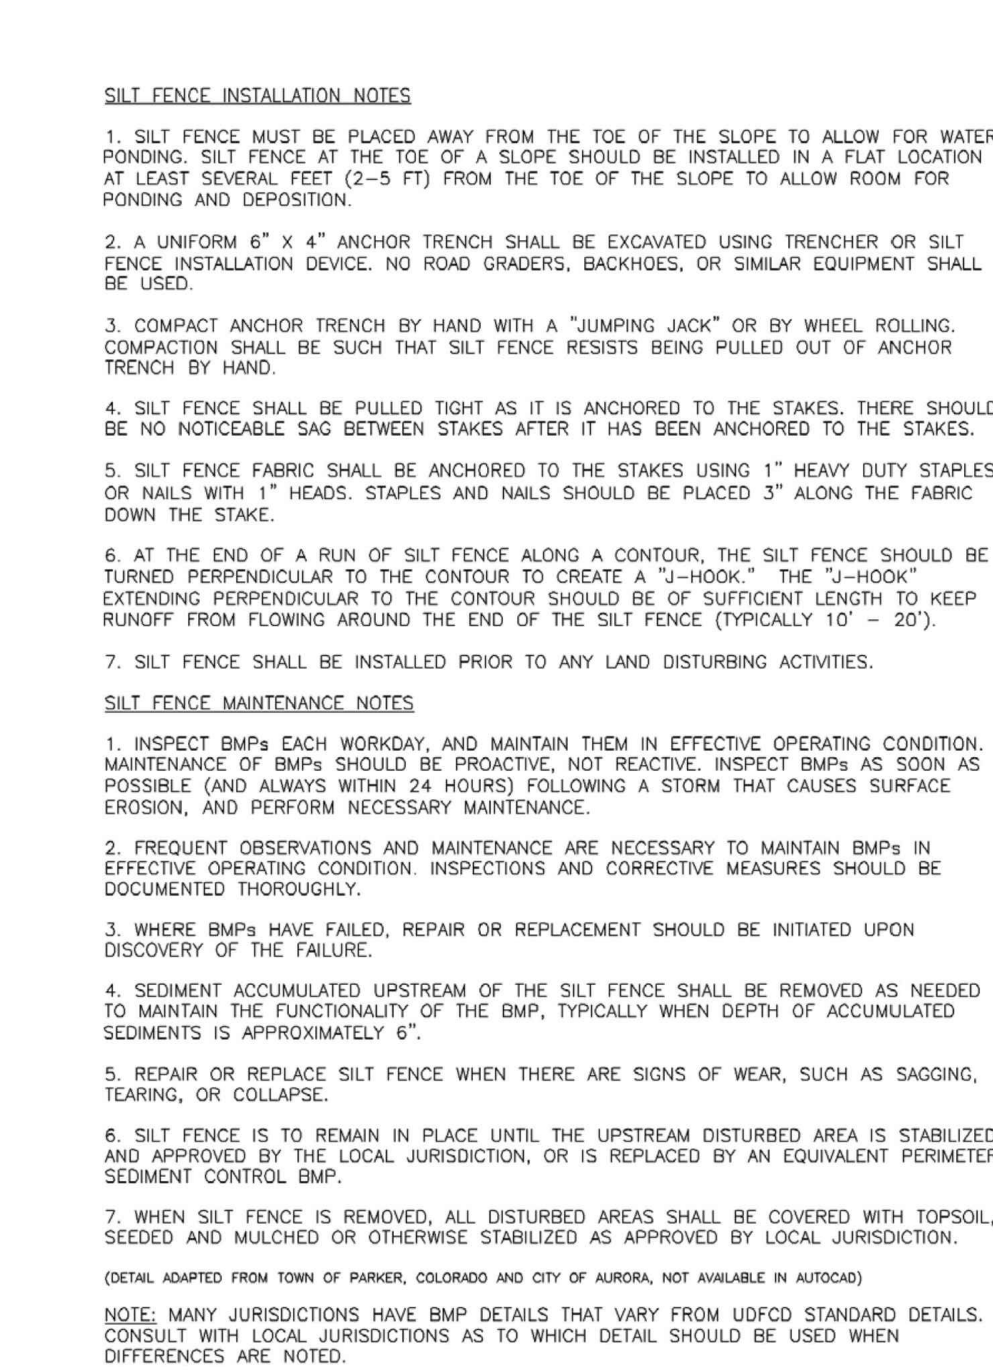 SILT FENCE INSTALLATION NOTES
1. SILT FENCE MUST BE PLACED AWAY FROM THE TOE OF THE SLOPE TO ALLOW FOR WATER
PONDING. SILT FENCE AT THE TOE OF A SLOPE SHOULD BE INSTALLED IN A FLAT LOCATION
AT LEAST SEVERAL FEET (2–5 FT) FROM THE TOE OF THE SLOPE TO ALLOW ROOM FOR
PONDING AND DEPOSITION.
2. A UNIFORM 6" X 4" ANCHOR TRENCH SHALL BE EXCAVATED USING TRENCHER OR SILT
FENCE INSTALLATION DEVICE. NO ROAD GRADERS, BACKHOES, OR SIMILAR EQUIPMENT SHALL
BE USED.
3. COMPACT ANCHOR TRENCH BY HAND WITH A "JUMPING JACK" OR BY WHEEL ROLLING.
COMPACTION SHALL BE SUCH THAT SILT FENCE RESISTS BEING PULLED OUT OF ANCHOR
TRENCH BY HAND.
4. SILT FENCE SHALL BE PULLED TIGHT AS IT IS ANCHORED TO THE STAKES. THERE SHOULD
BE NO NOTICEABLE SAG BETWEEN STAKES AFTER IT HAS BEEN ANCHORED TO THE STAKES.
5. SILT FENCE FABRIC SHALL BE ANCHORED TO THE STAKES USING 1" HEAVY DUTY STAPLES
OR NAILS WITH 1" HEADS. STAPLES AND NAILS SHOULD BE PLACED 3" ALONG THE FABRIC
DOWN THE STAKE.
6. AT THE END OF A RUN OF SILT FENCE ALONG A CONTOUR, THE SILT FENCE SHOULD BE
TURNED PERPENDICULAR TO THE CONTOUR TO CREATE A "J–HOOK." THE "J–HOOK"
EXTENDING PERPENDICULAR TO THE CONTOUR SHOULD BE OF SUFFICIENT LENGTH TO KEEP
RUNOFF FROM FLOWING AROUND THE END OF THE SILT FENCE (TYPICALLY 10' – 20').
7. SILT FENCE SHALL BE INSTALLED PRIOR TO ANY LAND DISTURBING ACTIVITIES.
SILT FENCE MAINTENANCE NOTES
1. INSPECT BMPs EACH WORKDAY, AND MAINTAIN THEM IN EFFECTIVE OPERATING CONDITION.
MAINTENANCE OF BMPs SHOULD BE PROACTIVE, NOT REACTIVE. INSPECT BMPs AS SOON AS
POSSIBLE (AND ALWAYS WITHIN 24 HOURS) FOLLOWING A STORM THAT CAUSES SURFACE
EROSION, AND PERFORM NECESSARY MAINTENANCE.
2. FREQUENT OBSERVATIONS AND MAINTENANCE ARE NECESSARY TO MAINTAIN BMPs IN
EFFECTIVE OPERATING CONDITION. INSPECTIONS AND CORRECTIVE MEASURES SHOULD BE
DOCUMENTED THOROUGHLY.
3. WHERE BMPs HAVE FAILED, REPAIR OR REPLACEMENT SHOULD BE INITIATED UPON
DISCOVERY OF THE FAILURE.
4. SEDIMENT ACCUMULATED UPSTREAM OF THE SILT FENCE SHALL BE REMOVED AS NEEDED
TO MAINTAIN THE FUNCTIONALITY OF THE BMP, TYPICALLY WHEN DEPTH OF ACCUMULATED
SEDIMENTS IS APPROXIMATELY 6".
5. REPAIR OR REPLACE SILT FENCE WHEN THERE ARE SIGNS OF WEAR, SUCH AS SAGGING,
TEARING, OR COLLAPSE.
6. SILT FENCE IS TO REMAIN IN PLACE UNTIL THE UPSTREAM DISTURBED AREA IS STABILIZED
AND APPROVED BY THE LOCAL JURISDICTION, OR IS REPLACED BY AN EQUIVALENT PERIMETER
SEDIMENT CONTROL BMP.
7. WHEN SILT FENCE IS REMOVED, ALL DISTURBED AREAS SHALL BE COVERED WITH TOPSOIL,
SEEDED AND MULCHED OR OTHERWISE STABILIZED AS APPROVED BY LOCAL JURISDICTION.
(DETAIL ADAPTED FROM TOWN OF PARKER, COLORADO AND CITY OF AURORA, NOT AVAILABLE IN AUTOCAD)
NOTE: MANY JURISDICTIONS HAVE BMP DETAILS THAT VARY FROM UDFCD STANDARD DETAILS.
CONSULT WITH LOCAL JURISDICTIONS AS TO WHICH DETAIL SHOULD BE USED WHEN
DIFFERENCES ARE NOTED.